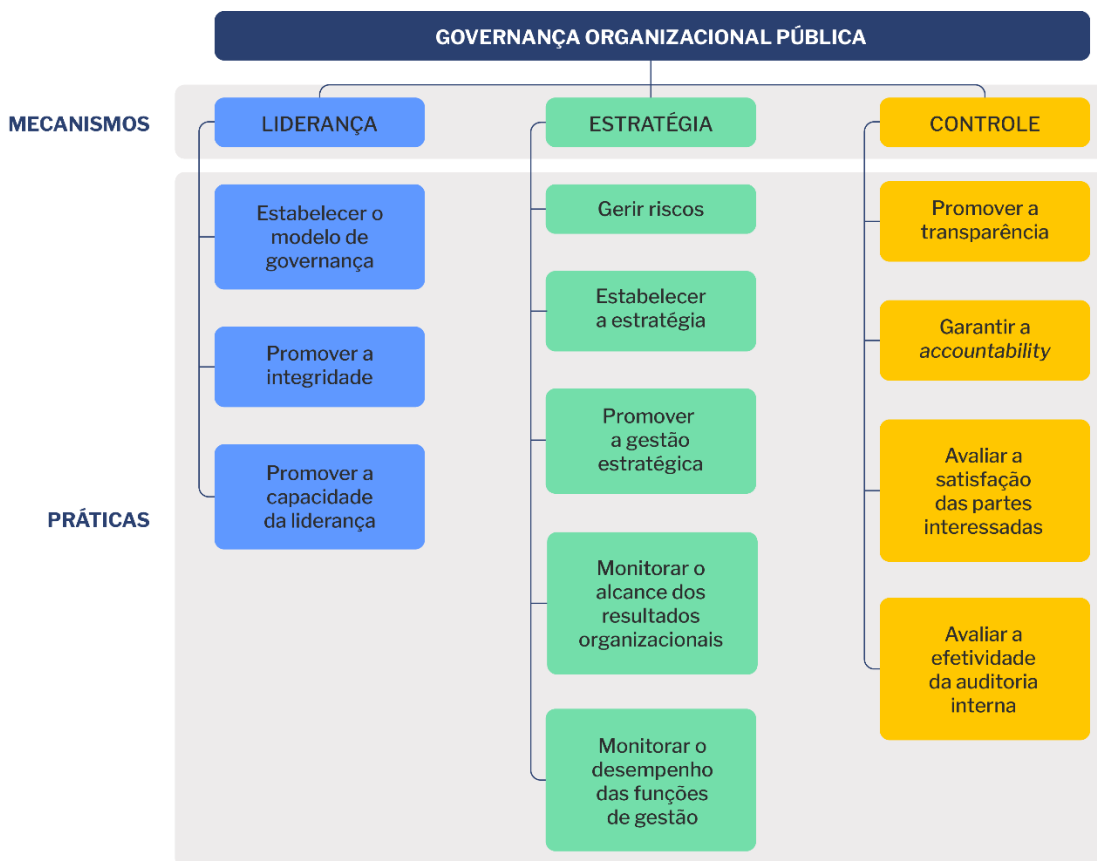 GOVERNANÇA ORGANIZACIONAL PÚBLICA
MECANISMOS
LIDERANÇA
ESTRATÉGIA
CONTROLE
PRÁTICAS
Estabelecer o
modelo de
governança
Promover a
integridade
Promover a
capacidade
da liderança
Gerir riscos
Estabelecer
a estratégia
Promover
a gestão
estratégica
Monitorar o
alcance dos
resultados
organizacionais
Monitorar o
desempenho
das funções
de gestão
Promover a
transparência
Garantir a
accountability
Avaliar a
satisfação
das partes
interessadas
Avaliar a
efetividade
da auditoria
interna